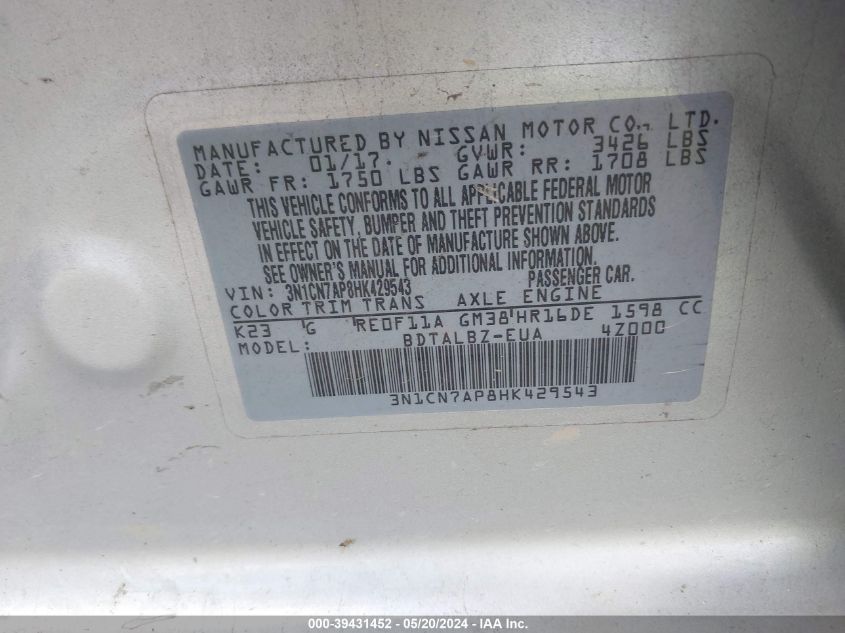 MANUFACTURED BY NISSAN MOTOR CO., LTD.
DATE: 01/17. GVWR: 3426 LBS
GAWR FR: 1750 LBS GAWR RR: 1708 LBS
THIS VEHICLE CONFORMS TO ALL APPLICABLE FEDERAL MOTOR
VEHICLE SAFETY, BUMPER AND THEFT PREVENTION STANDARDS
IN EFFECT ON THE DATE OF MANUFACTURE SHOWN ABOVE.
SEE OWNER'S MANUAL FOR ADDITIONAL INFORMATION.
VIN: 3N1CN7AP8HK429543 PASSENGER CAR.
COLOR TRIM TRANS AXLE ENGINE
K23 G RE0F11A GM38 HR16DE 1598 CC
MODEL: BDTALBZ-EUA 4Z000
3N1CN7AP8HK429543
000-39431452 - 05/20/2024 - IAA Inc.